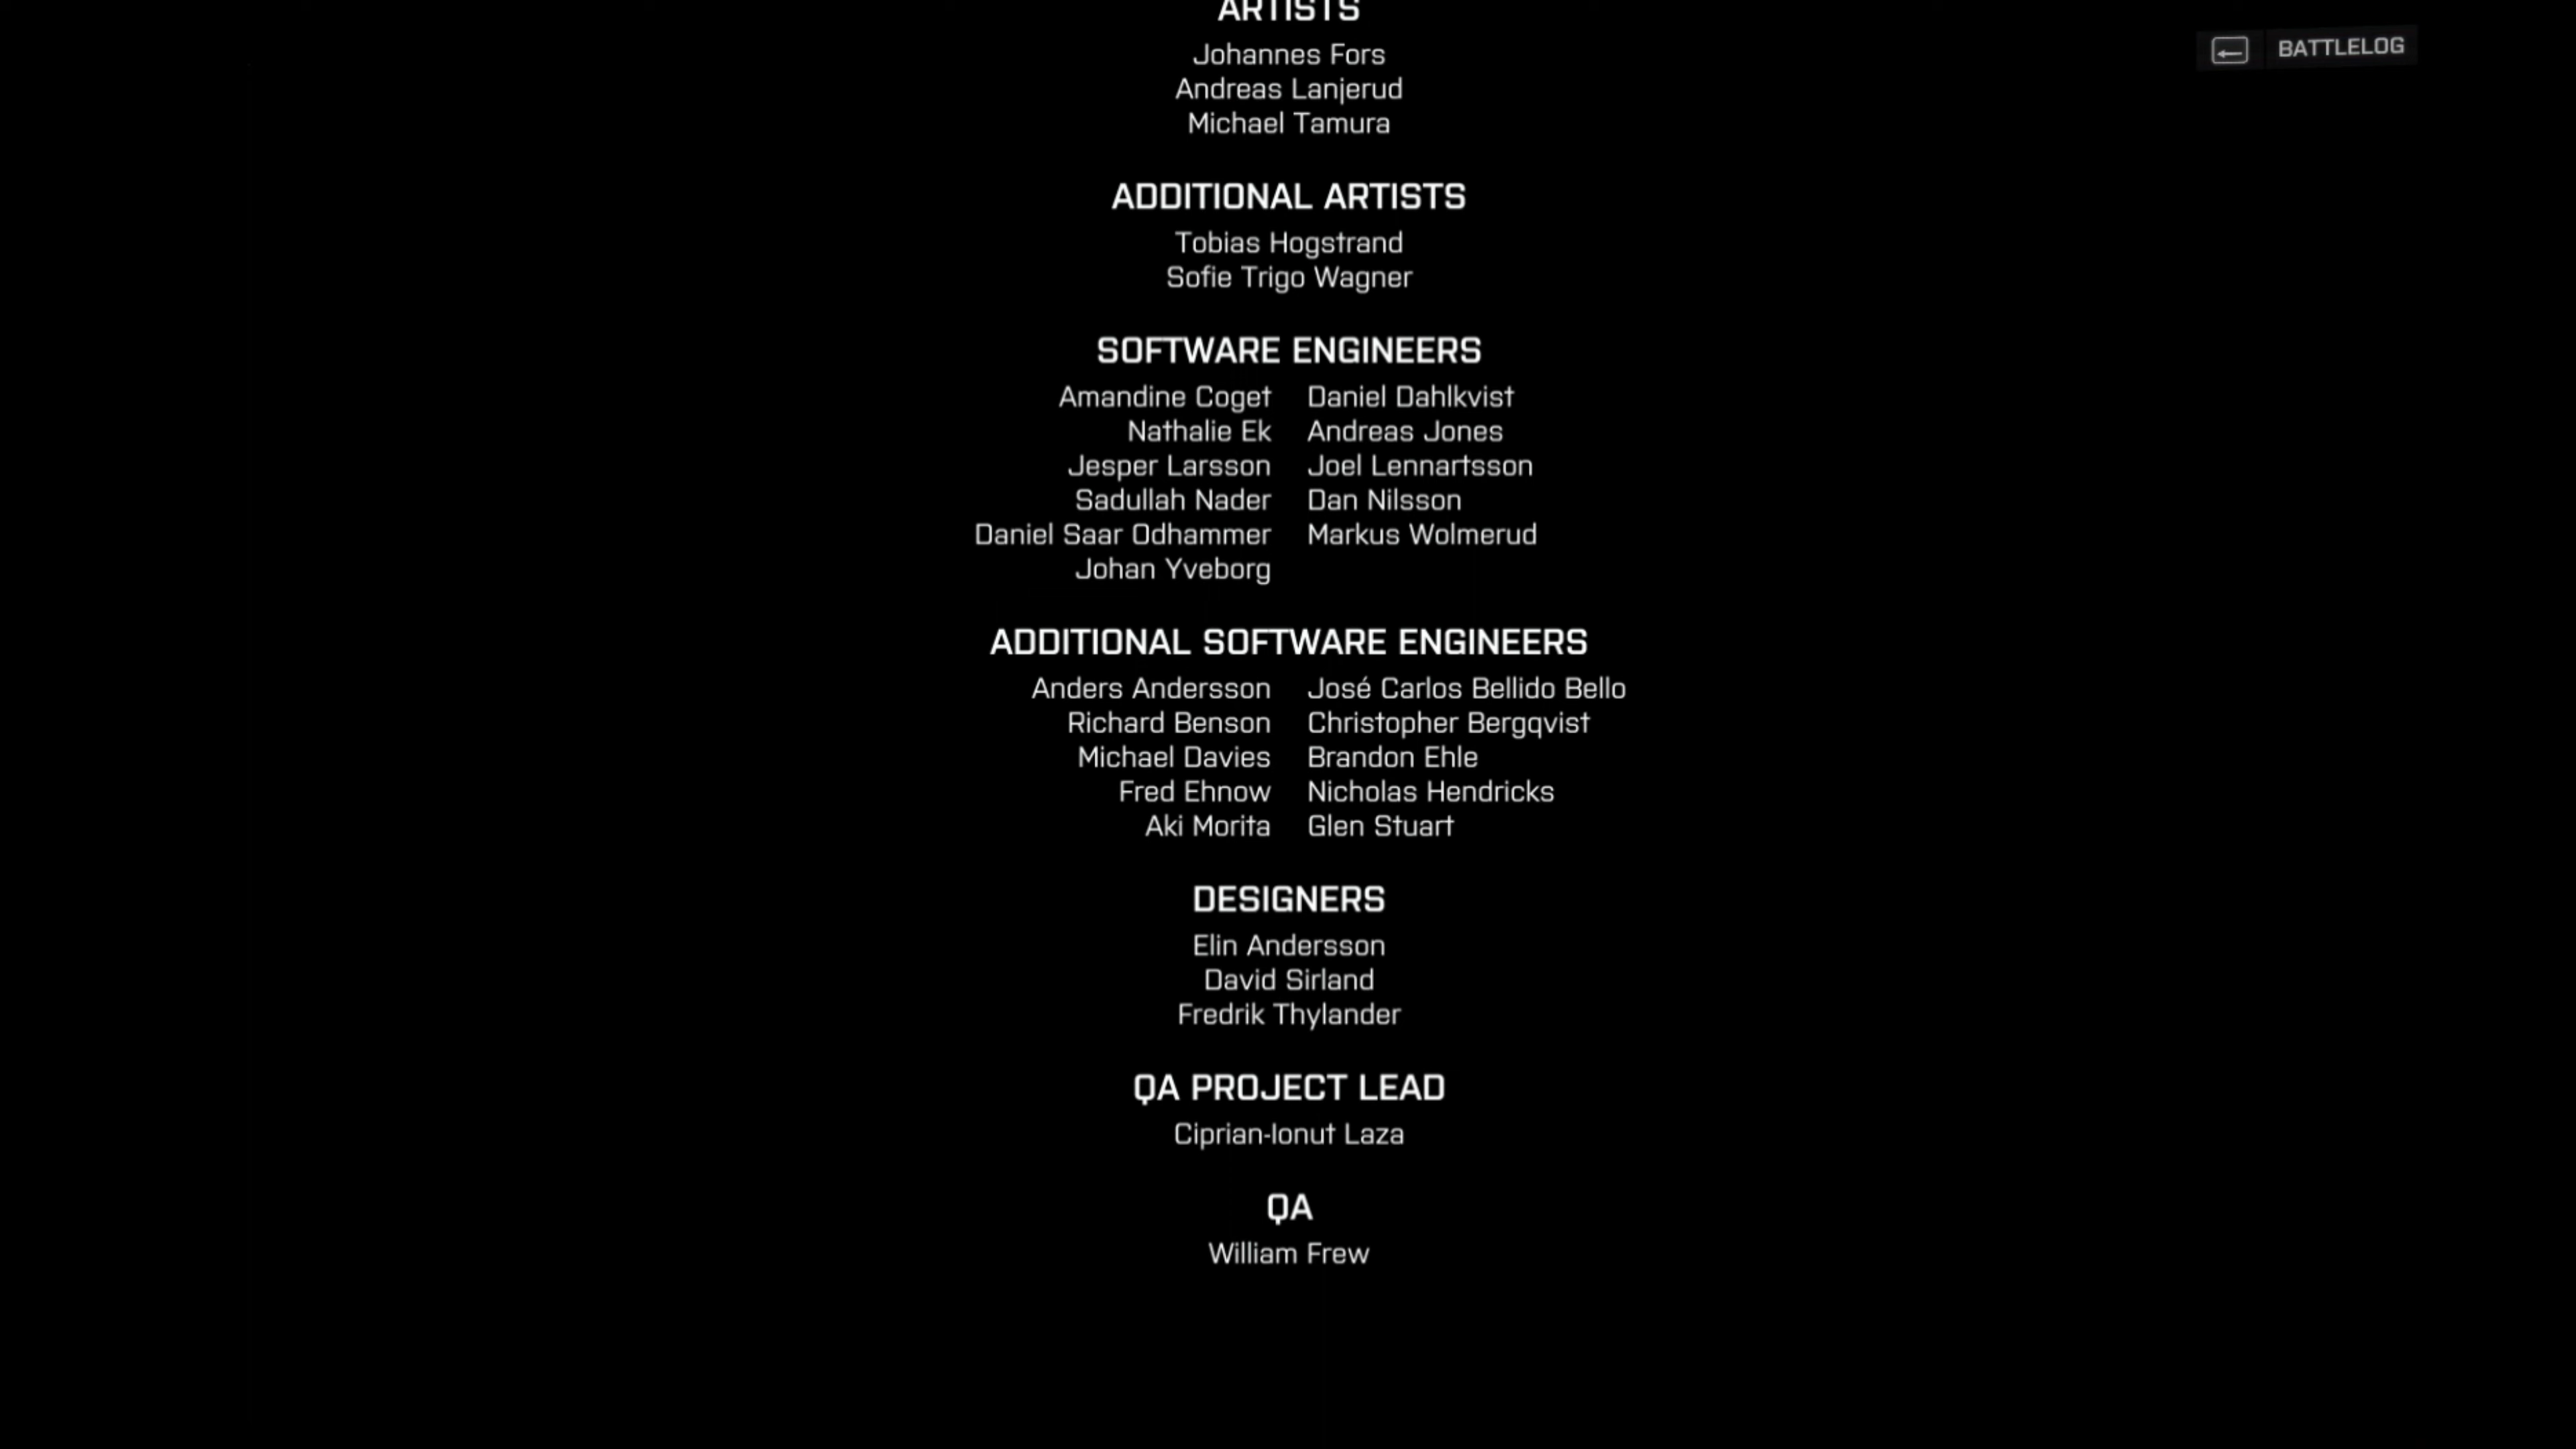 ARTISTS
BATTLELOG
Johannes Fors
Andreas Lanjerud
Michael Tamura
ADDITIONAL ARTISTS
Tobias Hogstrand
Sofie Trigo Wagner
SOFTWARE ENGINEERS
Amandine Coget Daniel Dahlkvist
Nathalie Ek Andreas Jones
Jesper Larsson Joel Lennartsson
Sadullah Nader Dan Nilsson
Daniel Saar Odhammer Markus Wolmerud
Johan Yveborg
ADDITIONAL SOFTWARE ENGINEERS
Anders Andersson José Carlos Bellido Bello
Richard Benson Christopher Bergqvist
Michael Davies Brandon Ehle
Fred Ehnow Nicholas Hendricks
Aki Morita Glen Stuart
DESIGNERS
Elin Andersson
David Sirland
Fredrik Thylander
QA PROJECT LEAD
Ciprian-Ionut Laza
QA
William Frew